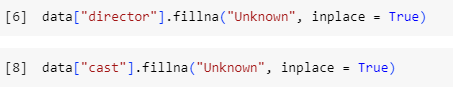 [6] data["director"].fillna("Unknown", inplace = True)
[8] data["cast"].fillna("Unknown", inplace = True)